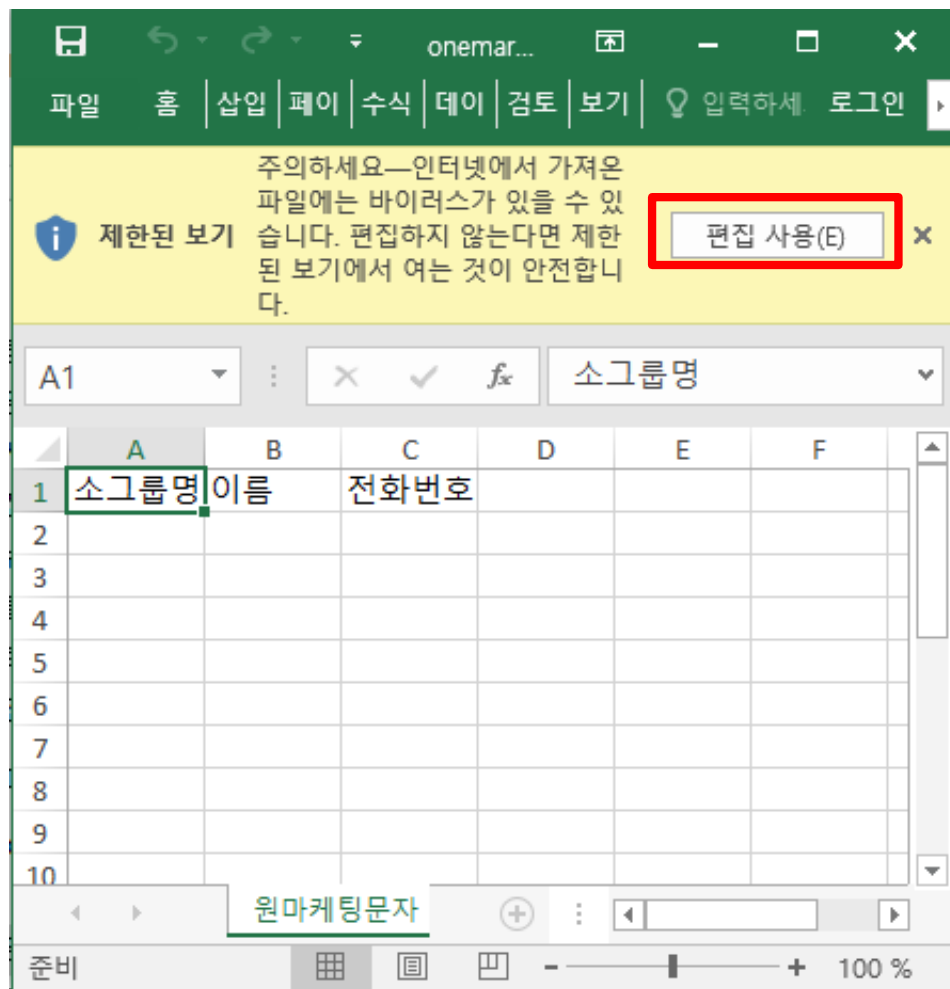 onemar...
파일 홈 삽입 페이 수식 데이 검토 보기 입력하세. 로그인
주의하세요—인터넷에서 가져온
파일에는 바이러스가 있을 수 있
제한된 보기 습니다. 편집하지 않는다면 제한 편집 사용(E)
된 보기에서 여는 것이 안전합니
다.
A1 fx 소그룹명
A B C D E F
1 소그룹명 이름 전화번호
2
3
4
5
6
7
8
9
10
원마케팅문자
준비 100 %